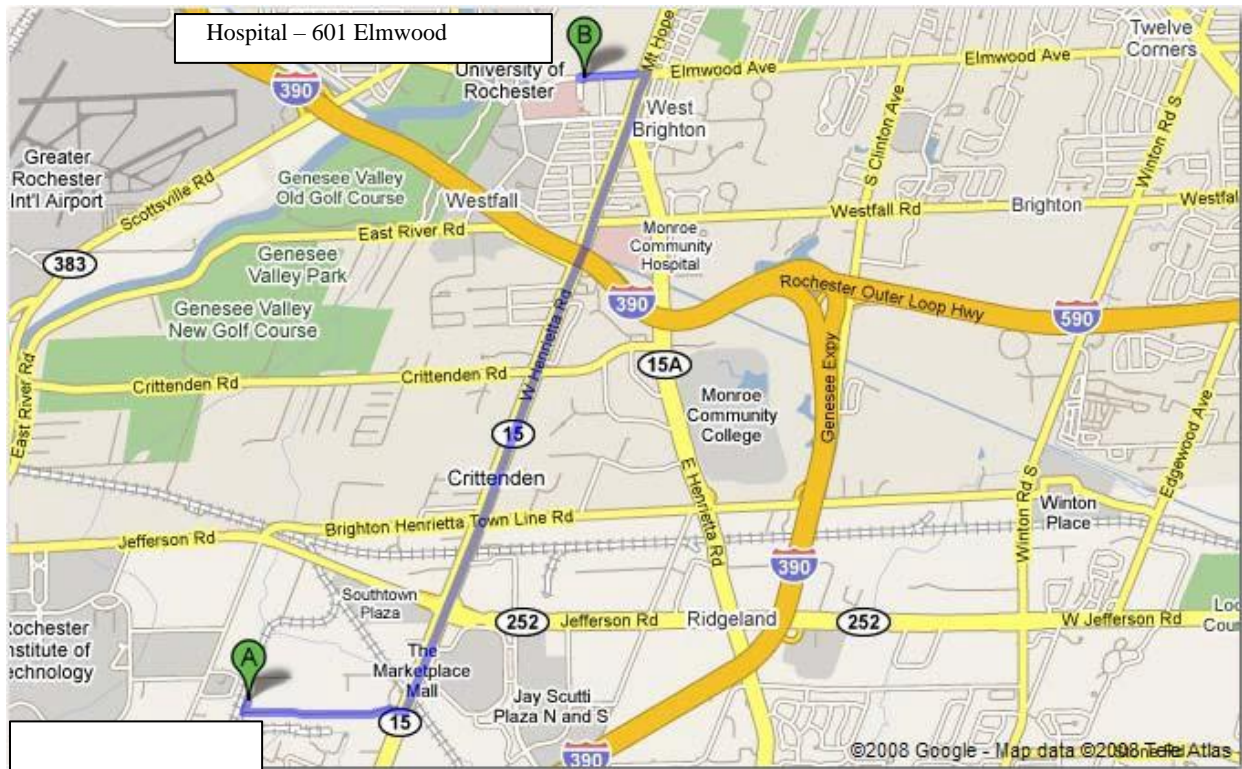 Hospital – 601 Elmwood
B
Mt Hope
Twelve
Corners
University of
Rochester
Elmwood Ave
Elmwood Ave
390
West
Brighton
S Clinton Ave
Winton Rd S
Greater
Rochester
Int'l Airport
Scottsville Rd
Genesee Valley
Old Golf Course
Westfall
Westfall Rd
Brighton
Westfal
East River Rd
Monroe
Community
Hospital
383
Genesee
Valley Park
390
Rochester Outer Loop Hwy
590
Genesee Valley
New Golf Course
W Henrietta Rd
East River Rd
Crittenden Rd
Crittenden Rd
15A
Monroe
Community
College
Genesee Expy
15
Edgewood Ave
Crittenden
E Henrietta Rd
Winton Rd S
Winton
Place
Brighton Henrietta Town Line Rd
Jefferson Rd
390
Southtown
Plaza
252
Jefferson Rd
Ridgeland
252
W Jefferson Rd
Rochester
nstitute of
echnology
A
The
Marketplace
Mall
15
Jay Scutti
Plaza N and S
390
©2008 Google - Map data ©2008 Tele Atlas